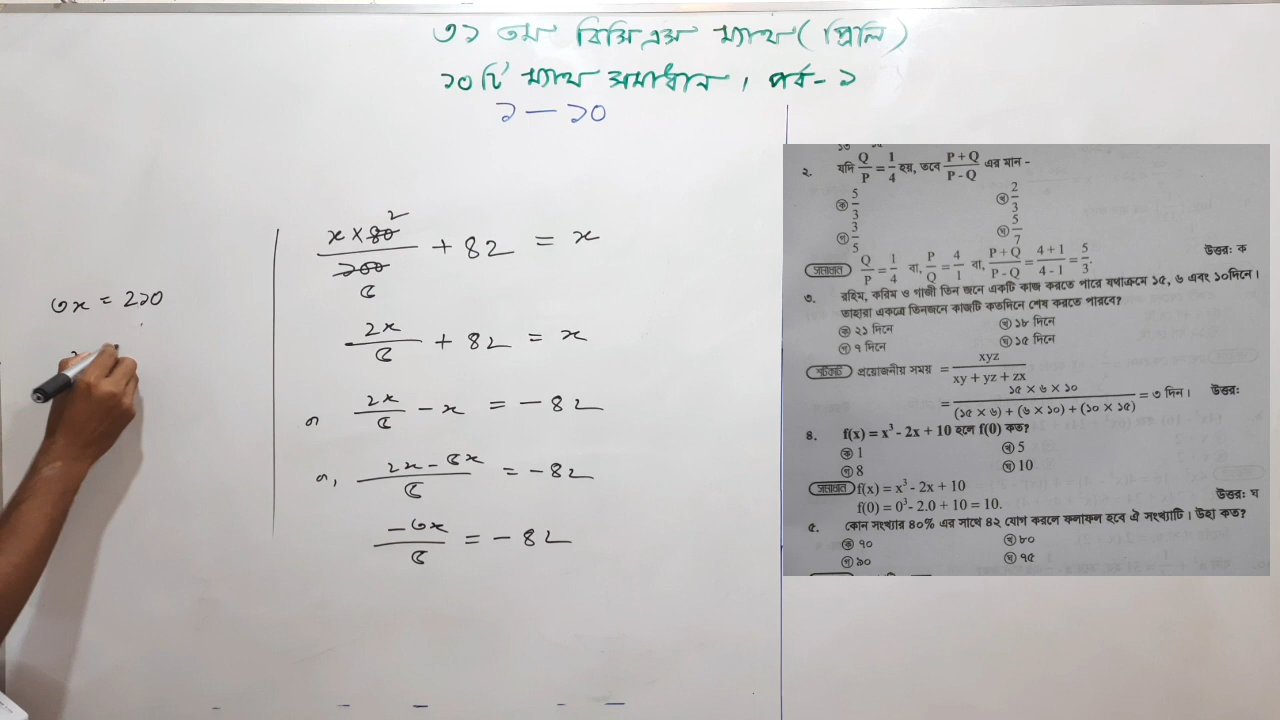 ৩১ তম বিসিএস ম্যাথ (প্রিলি)
১০টি ম্যাথ সমাধান। পর্ব-১
১ — ১০
x × ৪০ ২
১০০
৫
+ ৪২ = x
২x/৫ + ৪২ = x
বা ২x/৫ - x = - ৪২
বা, ২x - ৫x/৫ = - ৪২
-৩x/৫ = - ৪২
৩x = ২১০
২. যদি Q/P = 1/4 হয়, তবে P + Q/P - Q এর মান -
ক 5/3 খ 2/3
গ 3/5 ঘ 5/7
উত্তর: ক
সমাধান Q/P = 1/4 বা, P/Q = 4/1 বা, P + Q/P - Q = 4 + 1/4 - 1 = 5/3.
৩. রহিম, করিম ও গাজী তিন জনে একটি কাজ করতে পারে যথাক্রমে ১৫, ৬ এবং ১০দিনে।
তাহারা একত্রে তিনজনে কাজটি কতদিনে শেষ করতে পারবে?
ক ২১ দিনে খ ১৮ দিনে
গ ৭ দিনে ঘ ১৫ দিনে
শর্টকাট প্রয়োজনীয় সময় = xyz/xy + yz + zx
= ১৫ × ৬ × ১০/(১৫ × ৬) + (৬ × ১০) + (১০ × ১৫) = ৩ দিন। উত্তর:
৪. f(x) = x³ - 2x + 10 হলে f(0) কত?
ক 1 খ 5
গ 8 ঘ 10
সমাধান f(x) = x³ - 2x + 10
f(0) = 0³ - 2.0 + 10 = 10. উত্তর: ঘ
৫. কোন সংখ্যার ৪০% এর সাথে ৪২ যোগ করলে ফলাফল হবে ঐ সংখ্যাটি। উহা কত?
ক ৭০ খ ৮০
গ ৯০ ঘ ৭৫